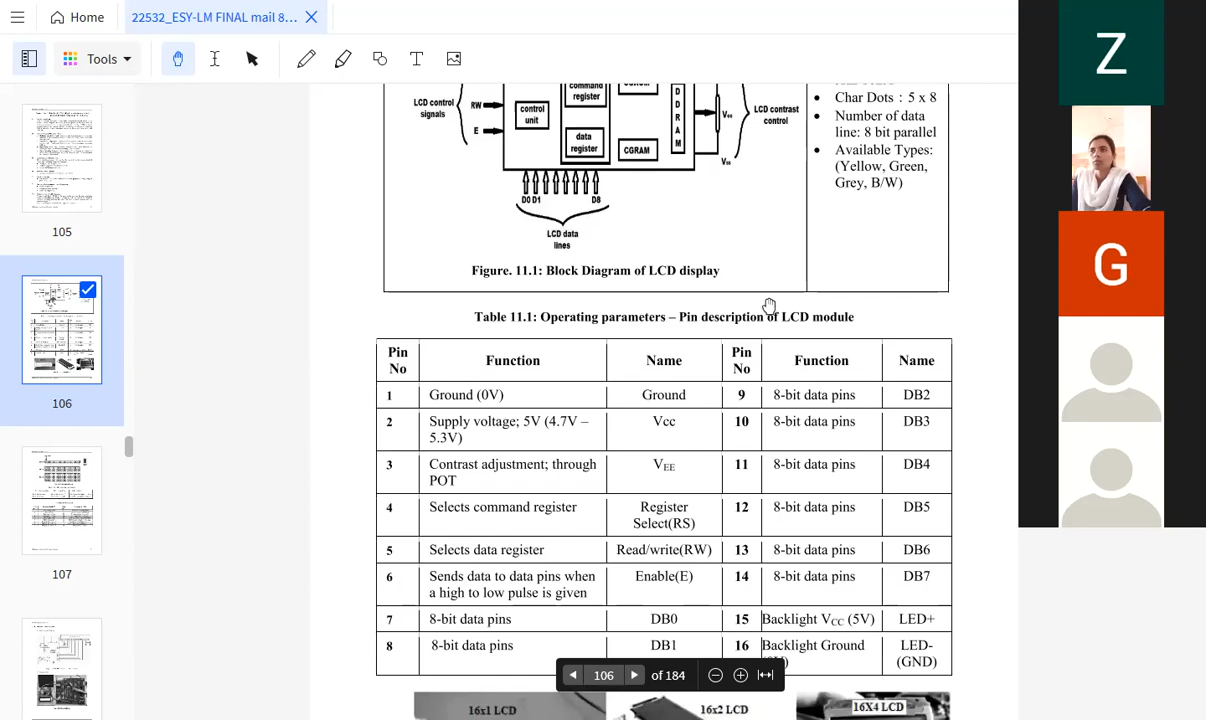 Home
22532_ESY-LM FINAL mail 8...
Tools
105
106
107
LCD control
signals
RW
E
control
unit
command
register
data
register
CGRAM
D
D
R
A
M
Vss
LCD contrast
control
D0 D1
D8
LCD data
lines
Figure. 11.1: Block Diagram of LCD display
Char Dots : 5 x 8
Number of data
line: 8 bit parallel
Available Types:
(Yellow, Green,
Grey, B/W)
Table 11.1: Operating parameters – Pin description of LCD module
Pin No Function Name Pin No Function Name
1 Ground (0V) Ground 9 8-bit data pins DB2
2 Supply voltage; 5V (4.7V –
5.3V) Vcc 10 8-bit data pins DB3
3 Contrast adjustment; through
POT VEE 11 8-bit data pins DB4
4 Selects command register Register
Select(RS) 12 8-bit data pins DB5
5 Selects data register Read/write(RW) 13 8-bit data pins DB6
6 Sends data to data pins when
a high to low pulse is given Enable(E) 14 8-bit data pins DB7
7 8-bit data pins DB0 15 Backlight VCC (5V) LED+
8 8-bit data pins DB1 16 Backlight Ground LED-
(GND)
106 of 184
16x1 LCD
16x2 LCD
16X4 LCD
Z
G